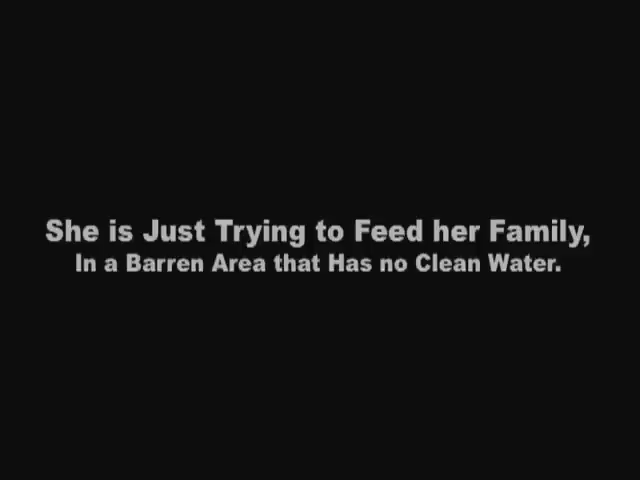 She is Just Trying to Feed her Family,
In a Barren Area that Has no Clean Water.